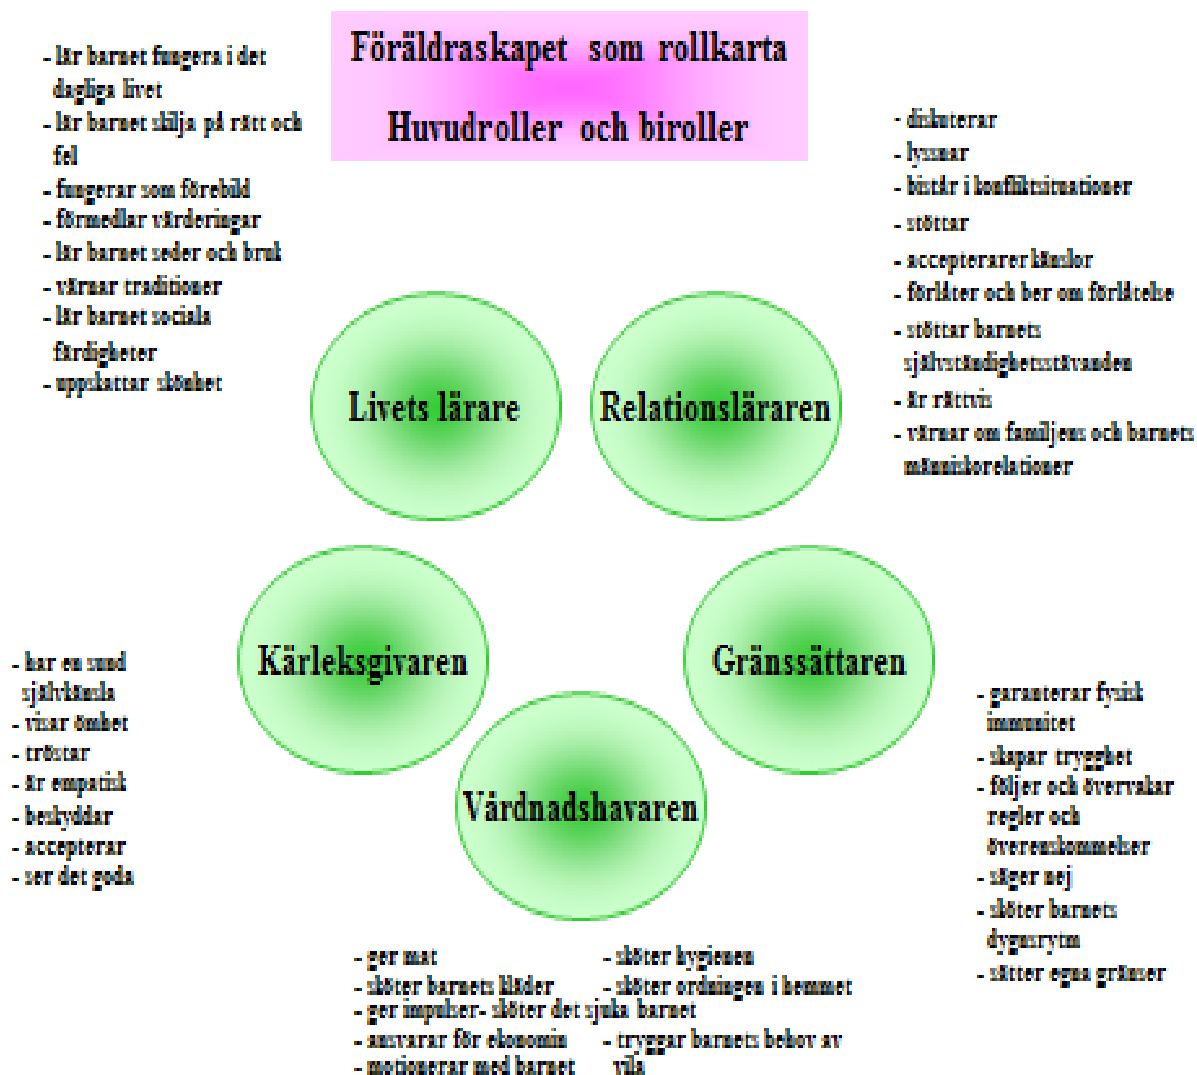 Föräldraskapet som rollkarta
Huvudroller och biroller
- lär barnet fungera i det
dagliga livet
- lär barnet skilja på rätt och
fel
- fungerar som förebild
- förmedlar värderingar
- lär barnet seder och bruk
- värnar traditioner
- lär barnet sociala
färdigheter
- uppskattar skönhet
- diskuterar
- lyssnar
- bistår i konfliktsituationer
- stöttar
- accepterarer känslor
- förlåter och ber om förlåtelse
- stöttar barnets
självständighetsstävanden
- är rättvis
- värnar om familjens och barnets
människorelationer
Livets lärare
Relationsläraren
Kärleksgivaren
Gränssättaren
Vårdnadshavaren
- har en sund
självkänsla
- visar ömhet
- tröstar
- är empatisk
- beskyddar
- accepterar
- ser det goda
- garanterar fysisk
immunitet
- skapar trygghet
- följer och övervakar
regler och
överenskommelser
- säger nej
- sköter barnets
dygnsrytm
- sätter egna gränser
- ger mat
- sköter barnets kläder
- ger impulser- sköter det sjuka barnet
- ansvarar för ekonomin
- motionerar med barnet
- sköter hygienen
- sköter ordningen i hemmet
- tryggar barnets behov av
vila